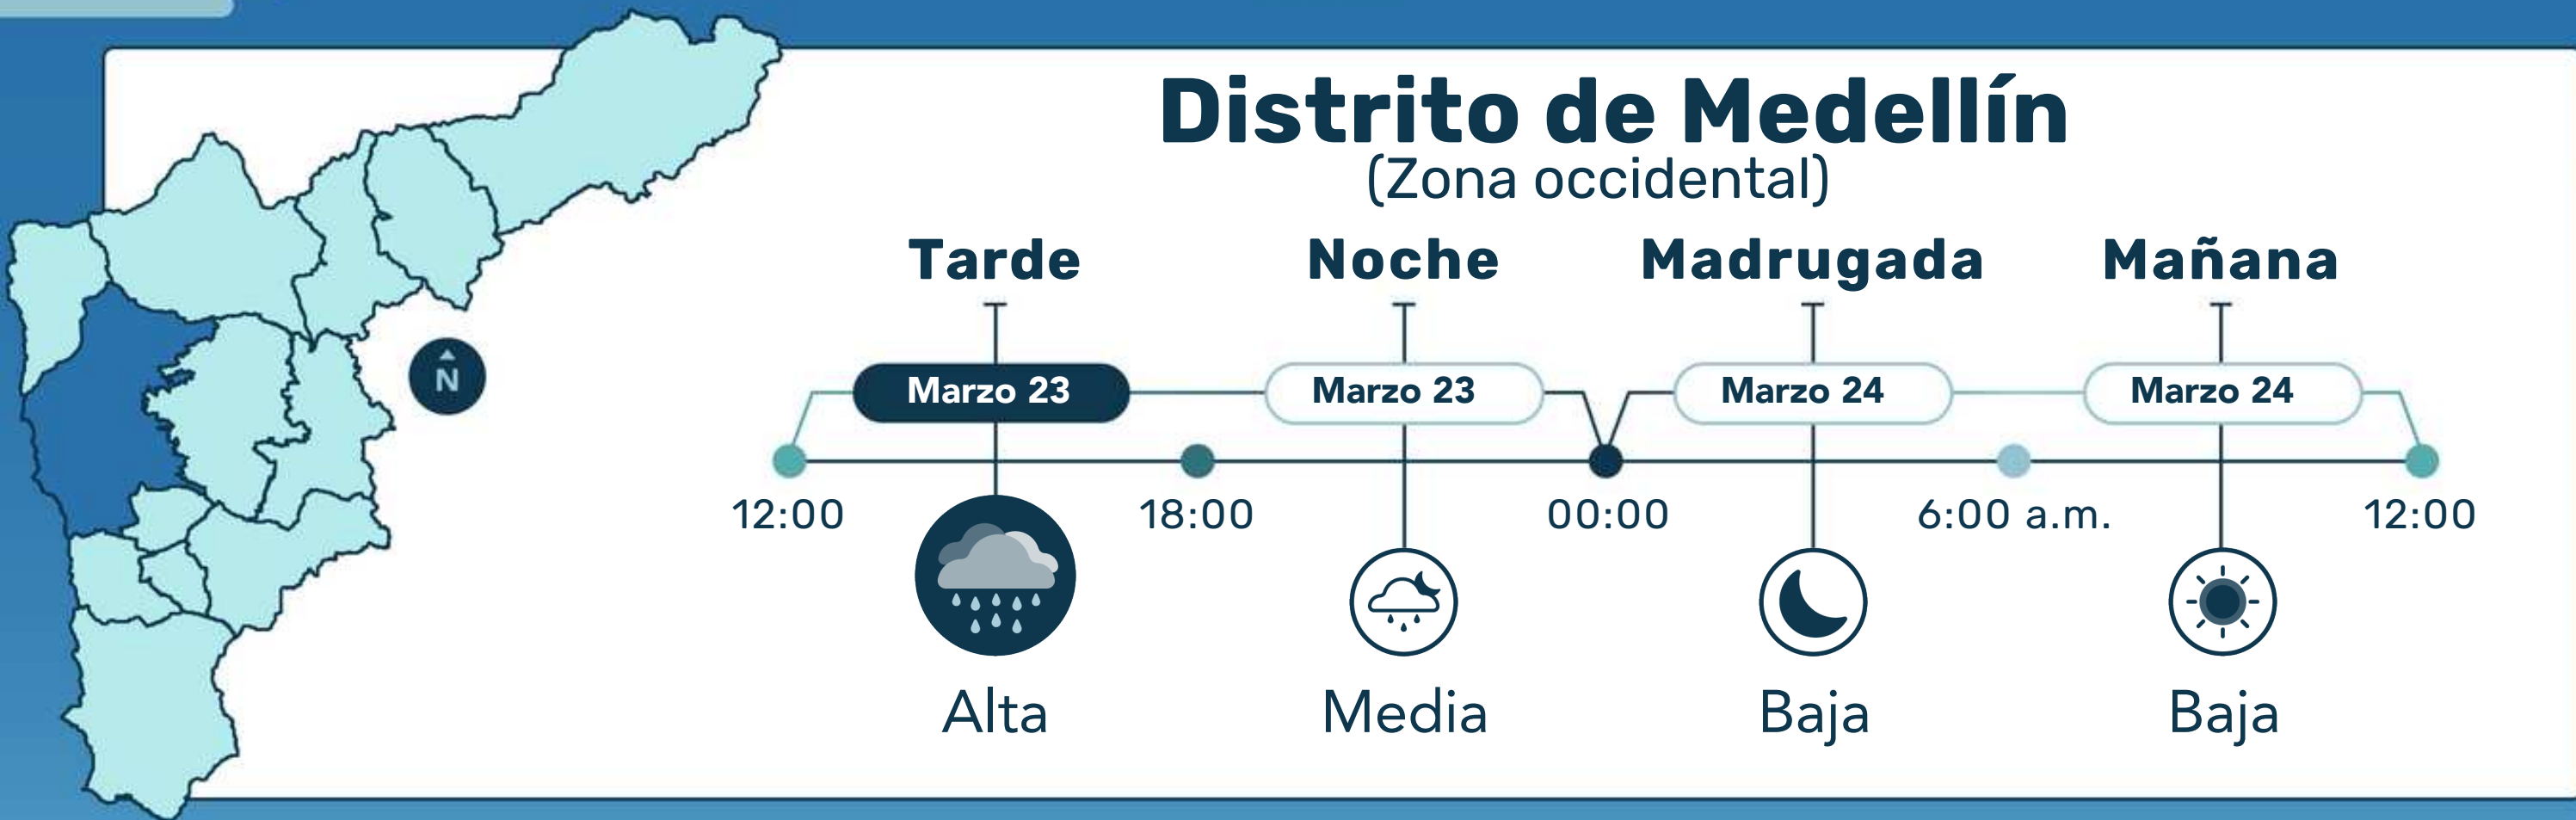 Distrito de Medellín
(Zona occidental)
Tarde Noche Madrugada Mañana
N
Marzo 23 Marzo 23 Marzo 24 Marzo 24
12:00 18:00 00:00 6:00 a.m. 12:00
Alta Media Baja Baja